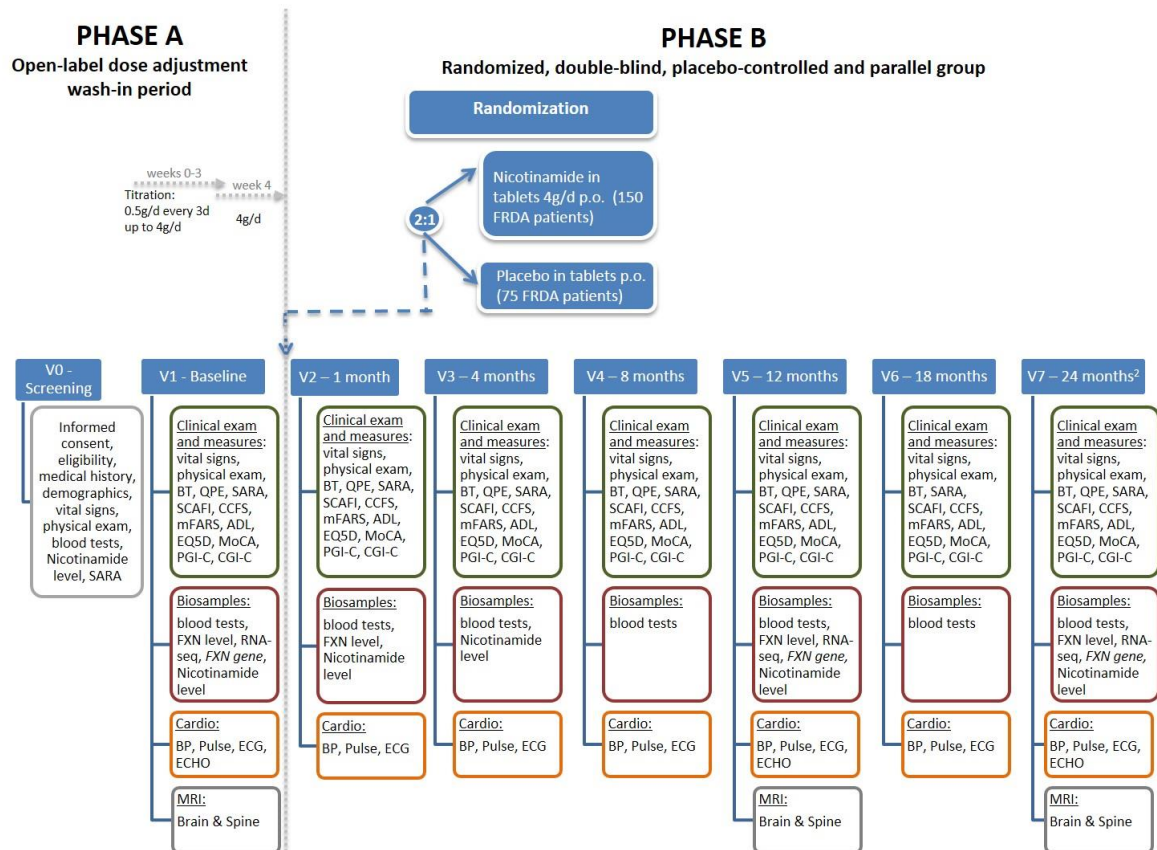 PHASE A
Open-label dose adjustment
wash-in period
PHASE B
Randomized, double-blind, placebo-controlled and parallel group
Randomization
weeks 0-3
week 4
Titration:
0.5g/d every 3d
up to 4g/d
4g/d
2:1
Nicotinamide in
tablets 4g/d p.o. (150
FRDA patients)
Placebo in tablets p.o.
(75 FRDA patients)
V0 -
Screening
Informed
consent,
eligibility,
medical history,
demographics,
vital signs,
physical exam,
blood tests,
Nicotinamide
level, SARA
V1 - Baseline
Clinical exam
and measures:
vital signs,
physical exam,
BT, QPE, SARA,
SCAFI, CCFS,
mFARS, ADL,
EQ5D, MoCA,
PGI-C, CGI-C
Biosamples:
blood tests,
FXN level, RNA-
seq, FXN gene,
Nicotinamide
level
Cardio:
BP, Pulse, ECG,
ECHO
MRI:
Brain & Spine
V2 – 1 month
Clinical exam
and measures:
vital signs,
physical exam,
BT, QPE, SARA,
SCAFI, CCFS,
mFARS, ADL,
EQ5D, MoCA,
PGI-C, CGI-C
Biosamples:
blood tests,
FXN level,
Nicotinamide
level
Cardio:
BP, Pulse, ECG
V3 – 4 months
Clinical exam
and measures:
vital signs,
physical exam,
BT, QPE, SARA,
SCAFI, CCFS,
mFARS, ADL,
EQ5D, MoCA,
PGI-C, CGI-C
Biosamples:
blood tests,
Nicotinamide
level
Cardio:
BP, Pulse, ECG
V4 – 8 months
Clinical exam
and measures:
vital signs,
physical exam,
BT, QPE, SARA,
SCAFI, CCFS,
mFARS, ADL,
EQ5D, MoCA,
PGI-C, CGI-C
Biosamples:
blood tests
Cardio:
BP, Pulse, ECG
V5 – 12 months
Clinical exam
and measures:
vital signs,
physical exam,
BT, QPE, SARA,
SCAFI, CCFS,
mFARS, ADL,
EQ5D, MoCA,
PGI-C, CGI-C
Biosamples:
blood tests,
FXN level, RNA-
seq, FXN gene,
Nicotinamide
level
Cardio:
BP, Pulse, ECG,
ECHO
MRI:
Brain & Spine
V6 – 18 months
Clinical exam
and measures:
vital signs,
physical exam,
BT, SARA,
SCAFI, CCFS,
mFARS, ADL,
EQ5D, MoCA,
PGI-C, CGI-C
Biosamples:
blood tests
Cardio:
BP, Pulse, ECG
V7 – 24 months²
Clinical exam
and measures:
vital signs,
physical exam,
BT, QPE, SARA,
SCAFI, CCFS,
mFARS, ADL,
EQ5D, MoCA,
PGI-C, CGI-C
Biosamples:
blood tests,
FXN level, RNA-
seq, FXN gene,
Nicotinamide
level
Cardio:
BP, Pulse, ECG,
ECHO
MRI:
Brain & Spine